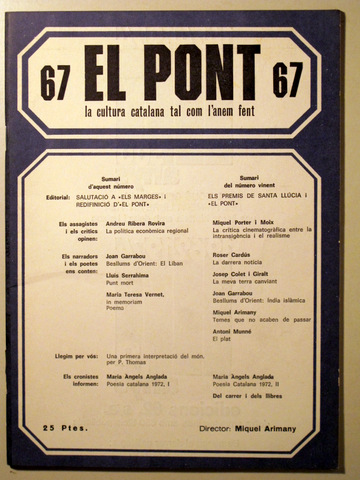 67 EL PONT 67
la cultura catalana tal com l'anem fent
Sumari
d'aquest número
Sumari
del número vinent
Editorial: SALUTACIÓ A «ELS MARGES» I
REDIFINICIÓ D'«EL PONT»
ELS PREMIS DE SANTA LLÚCIA I
«EL PONT»
Els assagistes
i els crítics
opinen:
Andreu Ribera Rovira
La política econòmica regional
Miquel Porter i Moix
La crítica cinematogràfica entre la
intransigència i el realisme
Els narradors
i els poetes
ens conten:
Joan Garrabou
Besllums d'Orient: El Líban
Lluís Serrahima
Punt mort
Maria Teresa Vernet,
in memoriam
Poema
Roser Cardús
La darrera notícia
Josep Colet i Giralt
La meva terra canviant
Joan Garrabou
Besllums d'Orient: Índia islàmica
Miquel Arimany
Temes que no acaben de passar
Antoni Munné
El plat
Llegim per vós:
Una primera interpretació del món,
per P. Thomas
Els cronistes
informen:
Maria Àngels Anglada
Poesia catalana 1972, I
Maria Àngels Anglada
Poesia Catalana 1972, II
Del carrer i dels llibres
25 Ptes.
Director: Miquel Arimany